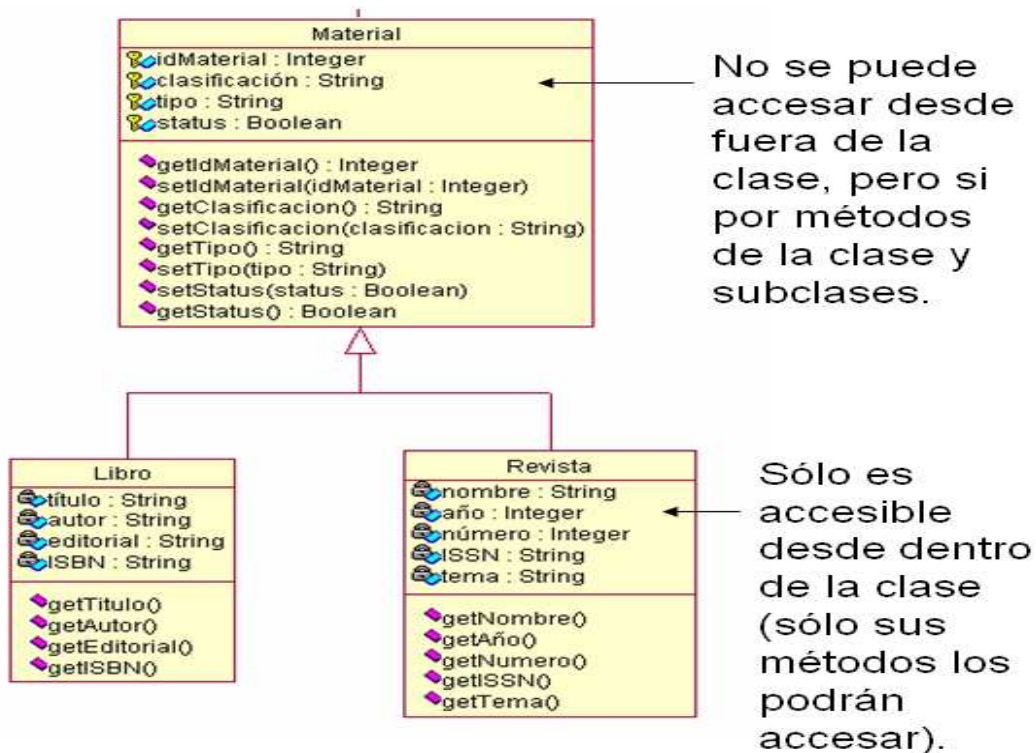 Material
idMaterial : Integer
clasificación : String
tipo : String
status : Boolean
getIdMaterial() : Integer
setIdMaterial(idMaterial : Integer)
getClasificacion() : String
setClasificacion(clasificacion : String)
getTipo() : String
setTipo(tipo : String)
setStatus(status : Boolean)
getStatus() : Boolean
No se puede
accesar desde
fuera de la
clase, pero si
por métodos
de la clase y
subclases.
Libro
título : String
autor : String
editorial : String
ISBN : String
getTitulo()
getAutor()
getEditorial()
getISBN()
Revista
nombre : String
año : Integer
número : Integer
ISSN : String
tema : String
getNombre()
getAño()
getNumero()
getISSN()
getTema()
Sólo es
accesible
desde dentro
de la clase
(sólo sus
métodos los
podrán
accesar).